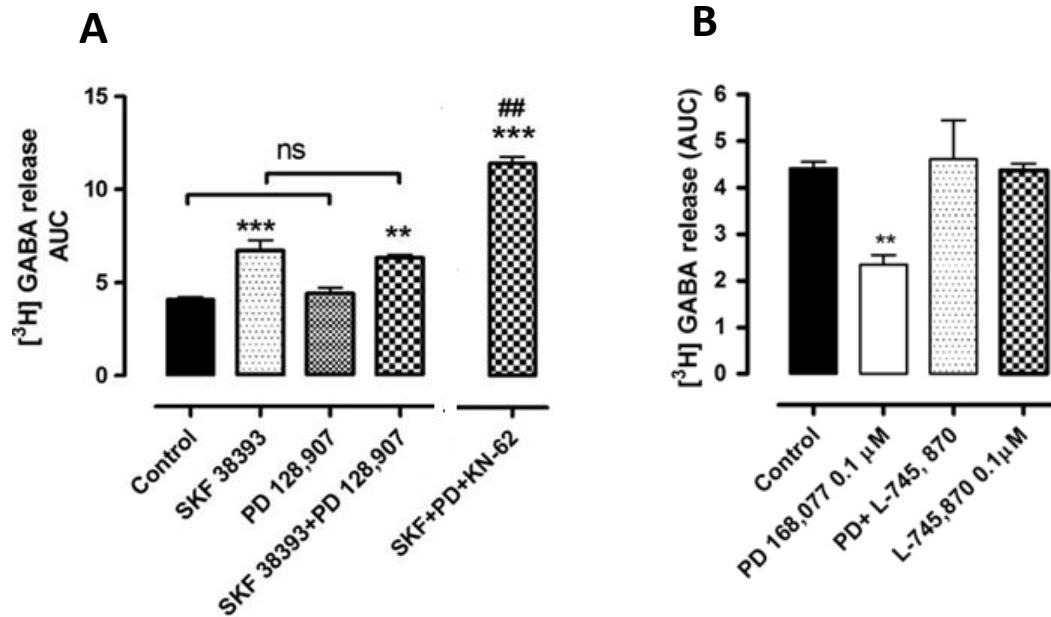 A
[³H] GABA release
AUC
15
10
5
0
ns
***
**
##
***
Control
SKF 38393
PD 128,907
SKF 38393+PD 128,907
SKF+PD+KN-62
B
[³H] GABA release (AUC)
6
5
4
3
2
1
0
**
Control
PD 168,077 0.1 µM
PD+ L-745, 870
L-745,870 0.1µM